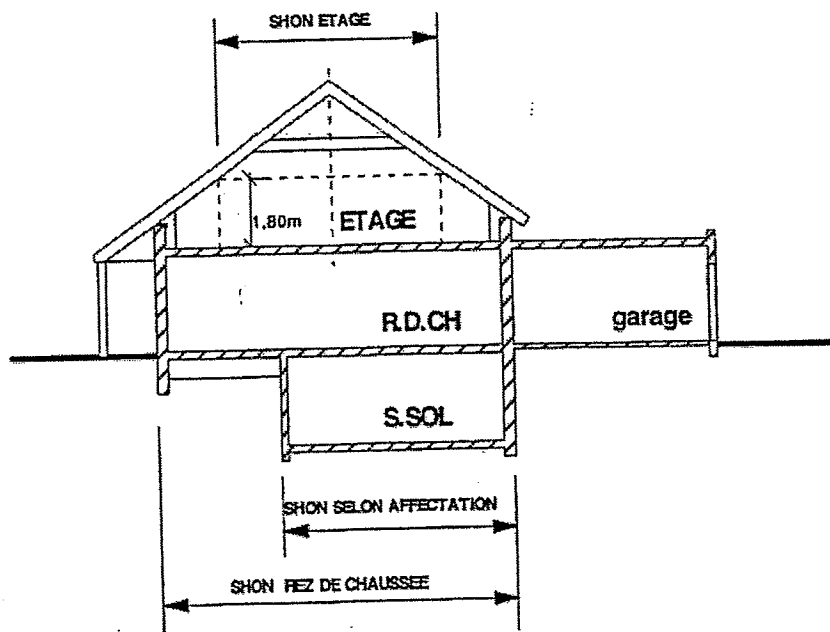 SHON ETAGE
1,80m
ETAGE
R.D.CH
garage
S.SOL
SHON SELON AFFECTATION
SHON REZ DE CHAUSSEE